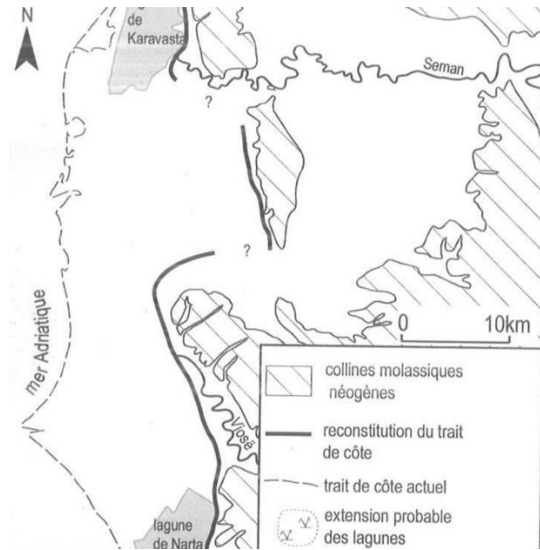 N
de
Karavasta
Seman
?
?
mer Adriatique
0 10km
Vjosë
lagune
de Narta
collines molassiques
néogènes
reconstitution du trait
de côte
trait de côte actuel
extension probable
des lagunes